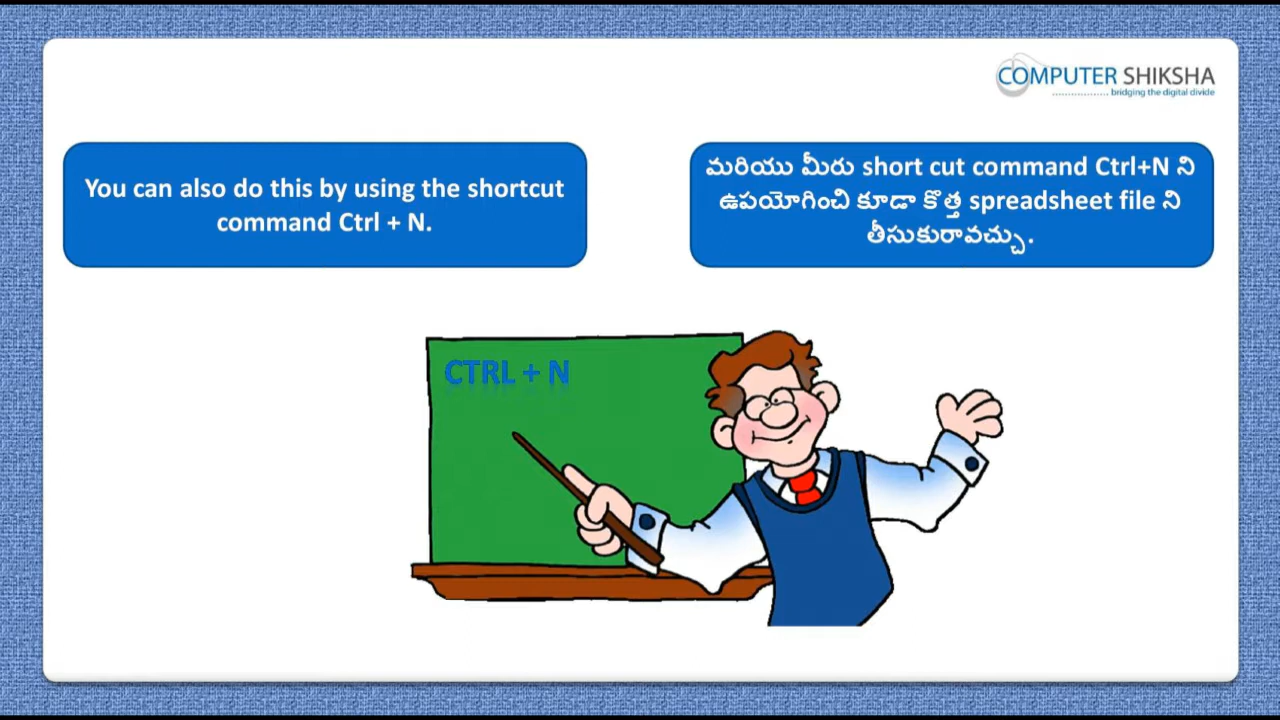 COMPUTER SHIKSHA
bridging the digital divide
You can also do this by using the shortcut
command Ctrl + N.
మరియు మీరు short cut command Ctrl+N ని
ఉపయోగించి కూడా కొత్త spreadsheet file ని
తీసుకురావచ్చు.
CTRL + N